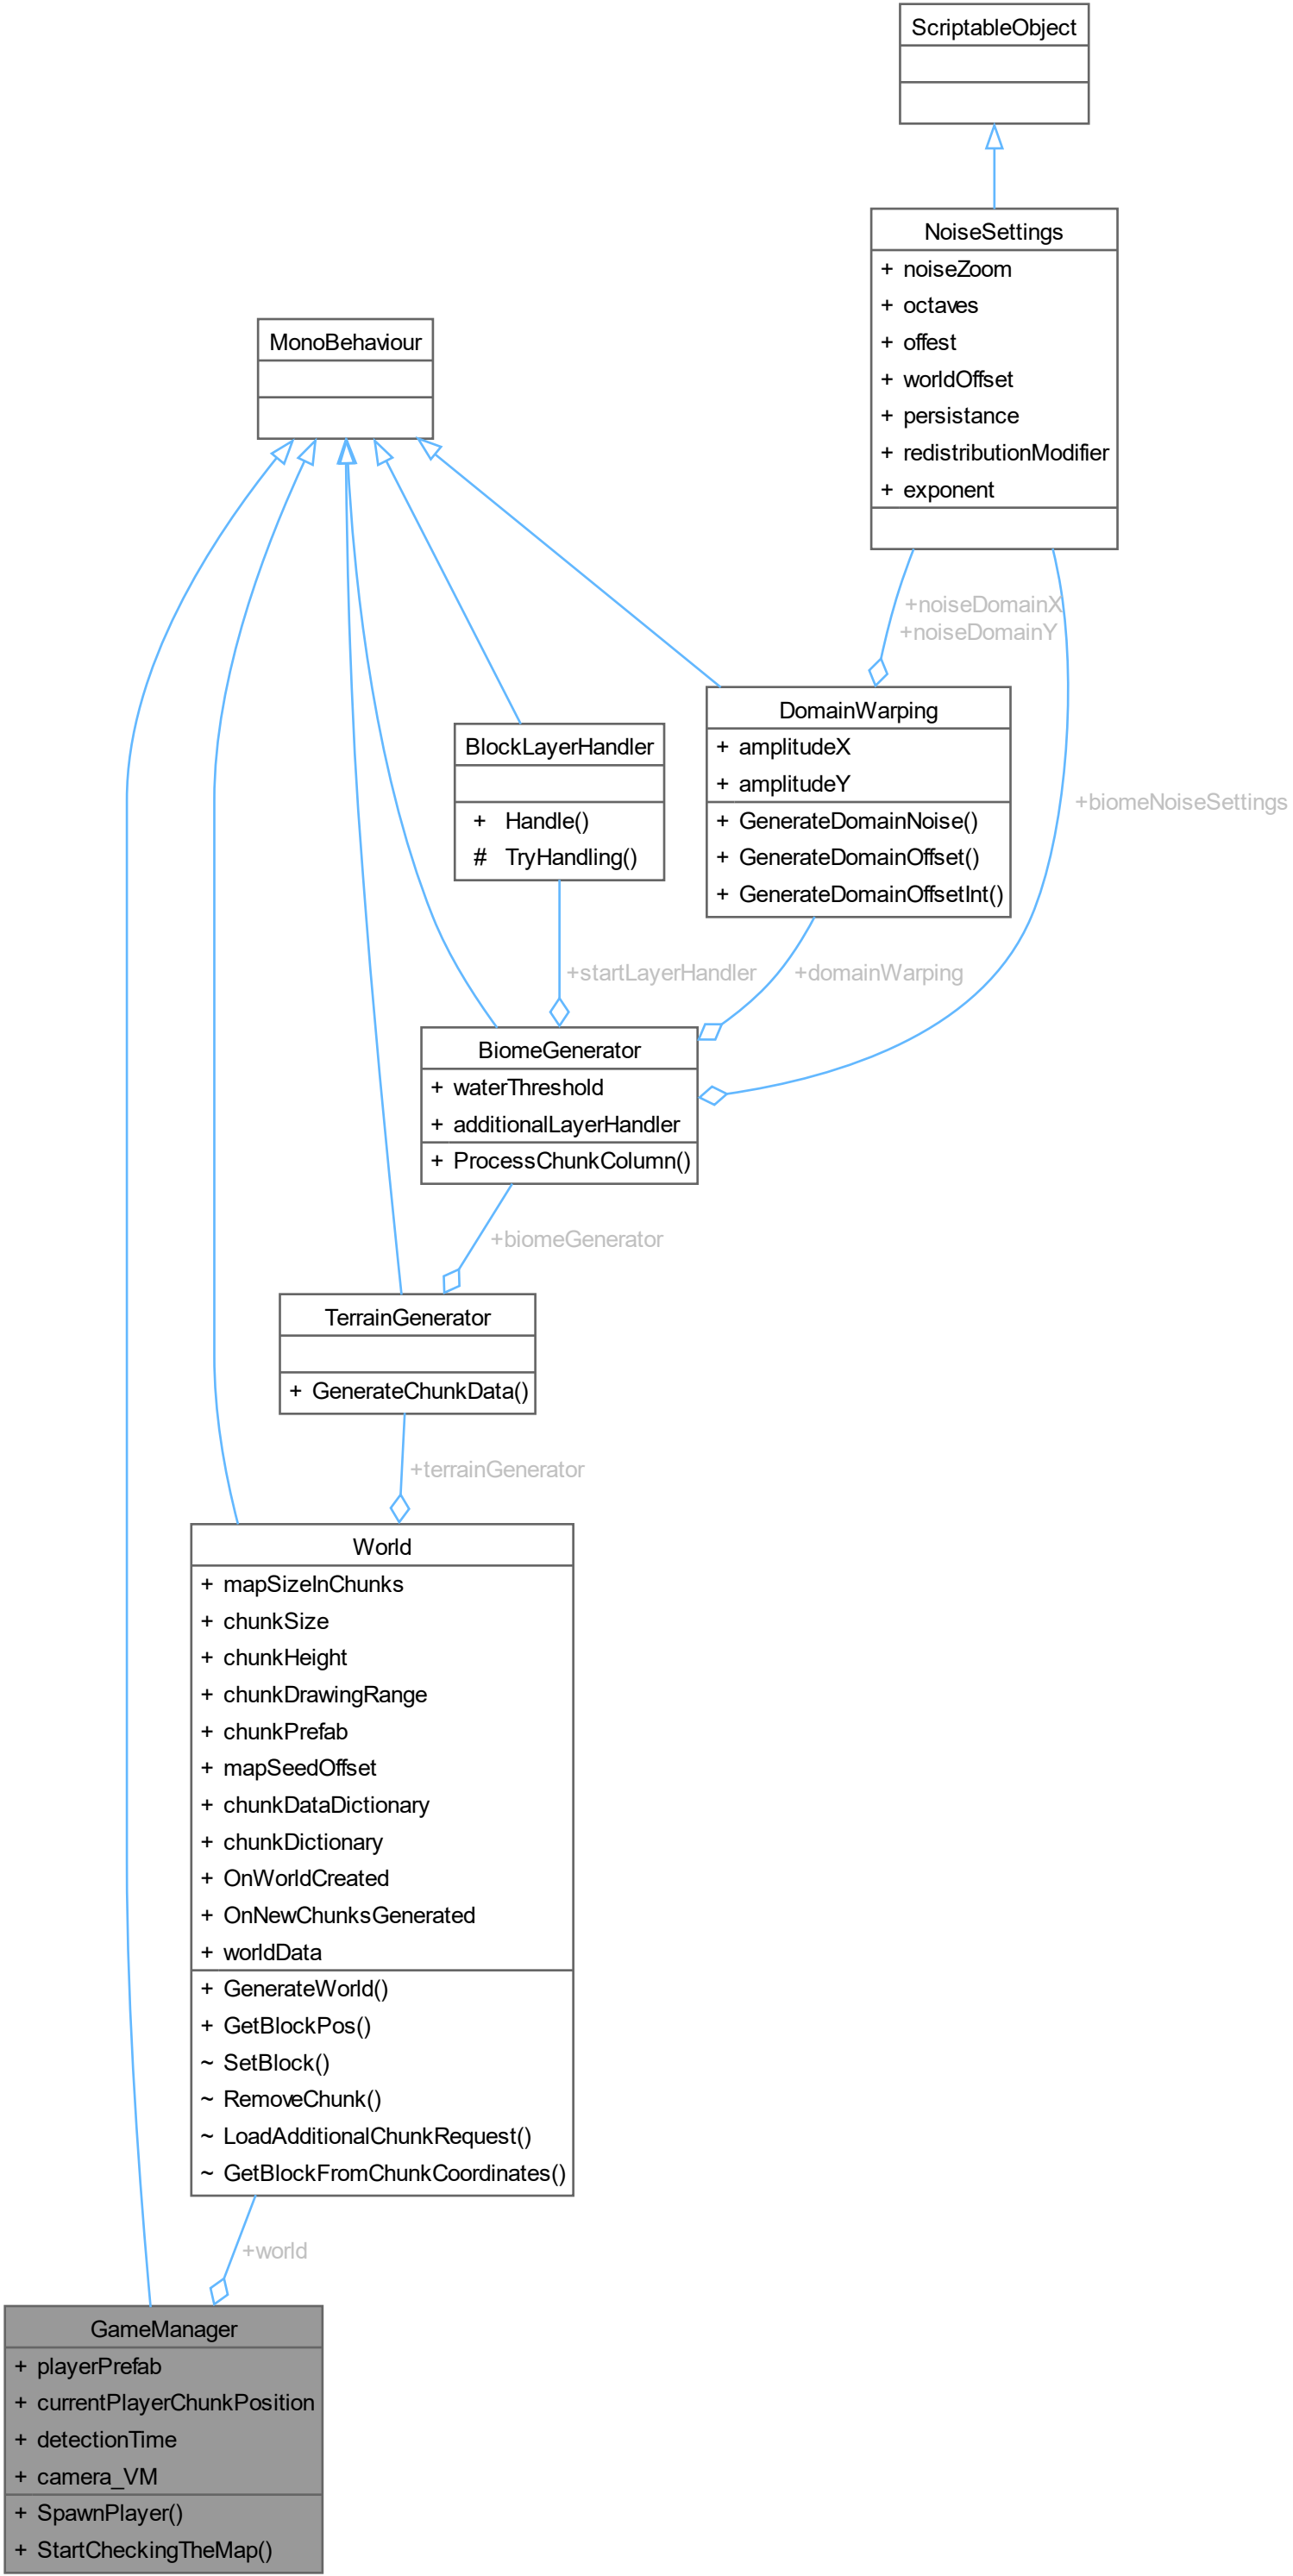 ScriptableObject
NoiseSettings
+ noiseZoom
+ octaves
+ offest
+ worldOffset
+ persistance
+ redistributionModifier
+ exponent
MonoBehaviour
+noiseDomainX
+noiseDomainY
DomainWarping
+ amplitudeX
+ amplitudeY
+ GenerateDomainNoise()
+ GenerateDomainOffset()
+ GenerateDomainOffsetInt()
BlockLayerHandler
+ Handle()
# TryHandling()
+biomeNoiseSettings
+startLayerHandler
+domainWarping
BiomeGenerator
+ waterThreshold
+ additionalLayerHandler
+ ProcessChunkColumn()
+biomeGenerator
TerrainGenerator
+ GenerateChunkData()
+terrainGenerator
World
+ mapSizeInChunks
+ chunkSize
+ chunkHeight
+ chunkDrawingRange
+ chunkPrefab
+ mapSeedOffset
+ chunkDataDictionary
+ chunkDictionary
+ OnWorldCreated
+ OnNewChunksGenerated
+ worldData
+ GenerateWorld()
+ GetBlockPos()
~ SetBlock()
~ RemoveChunk()
~ LoadAdditionalChunkRequest()
~ GetBlockFromChunkCoordinates()
+world
GameManager
+ playerPrefab
+ currentPlayerChunkPosition
+ detectionTime
+ camera_VM
+ SpawnPlayer()
+ StartCheckingTheMap()